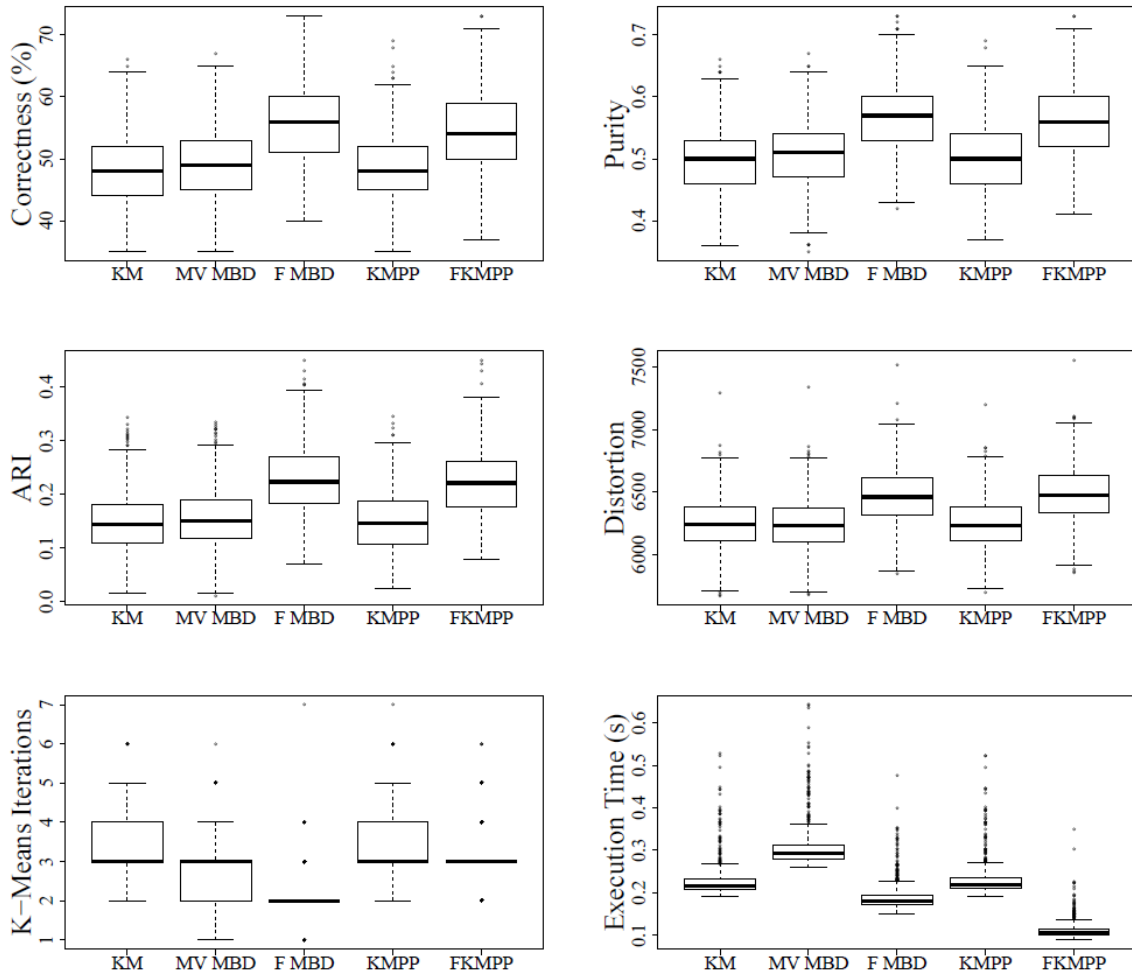 Correctness (%)
70
60
50
40
KM MV MBD F MBD KMPP FKMPP
Purity
0.7
0.6
0.5
0.4
KM MV MBD F MBD KMPP FKMPP
ARI
0.4
0.3
0.2
0.1
0.0
KM MV MBD F MBD KMPP FKMPP
Distortion
7500
7000
6500
6000
KM MV MBD F MBD KMPP FKMPP
K−Means Iterations
7
6
5
4
3
2
1
KM MV MBD F MBD KMPP FKMPP
Execution Time (s)
0.6
0.5
0.4
0.3
0.2
0.1
KM MV MBD F MBD KMPP FKMPP